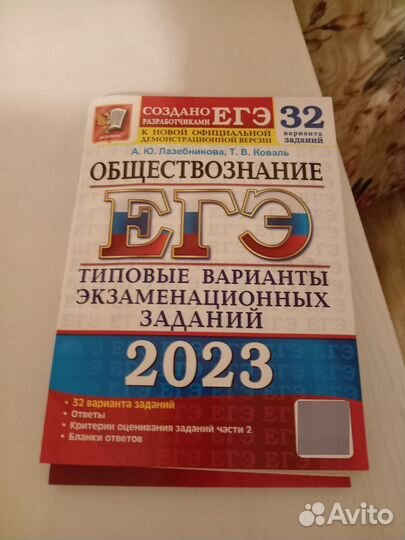 СОЗДАНО ЕГЭ
РАЗРАБОТЧИКАМИ
К НОВОЙ ОФИЦИАЛЬНОЙ
ДЕМОНСТРАЦИОННОЙ ВЕРСИИ
32
варианта
заданий
А. Ю. Лазебникова, Т. В. Коваль
ОБЩЕСТВОЗНАНИЕ
ЕГЭ
ТИПОВЫЕ ВАРИАНТЫ
ЭКЗАМЕНАЦИОННЫХ
ЗАДАНИЙ
2023
• 32 варианта заданий
• Ответы
• Критерии оценивания заданий части 2
• Бланки ответов
Avito